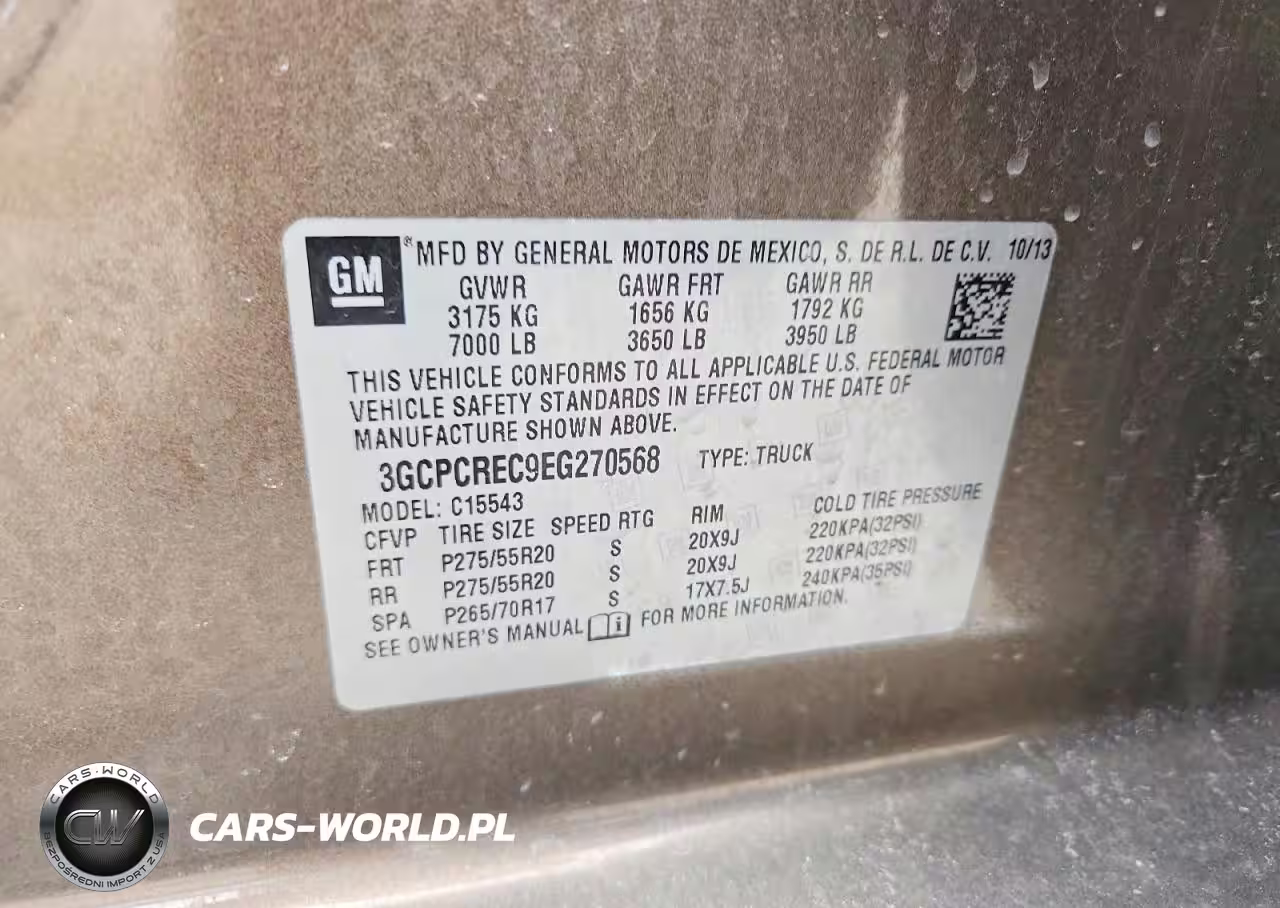 GM
® MFD BY GENERAL MOTORS DE MEXICO, S. DE R.L. DE C.V. 10/13
GVWR GAWR FRT GAWR RR
3175 KG 1656 KG 1792 KG
7000 LB 3650 LB 3950 LB
THIS VEHICLE CONFORMS TO ALL APPLICABLE U.S. FEDERAL MOTOR
VEHICLE SAFETY STANDARDS IN EFFECT ON THE DATE OF
MANUFACTURE SHOWN ABOVE.
3GCPCREC9EG270568 TYPE: TRUCK
MODEL: C15543
CFVP TIRE SIZE SPEED RTG RIM COLD TIRE PRESSURE
FRT P275/55R20 S 20X9J 220KPA(32PSI)
RR P275/55R20 S 20X9J 220KPA(32PSI)
SPA P265/70R17 S 17X7.5J 240KPA(35PSI)
SEE OWNER'S MANUAL i FOR MORE INFORMATION.
CARS-WORLD
CW
BEZPOŚREDNI IMPORT Z USA
CARS-WORLD.PL